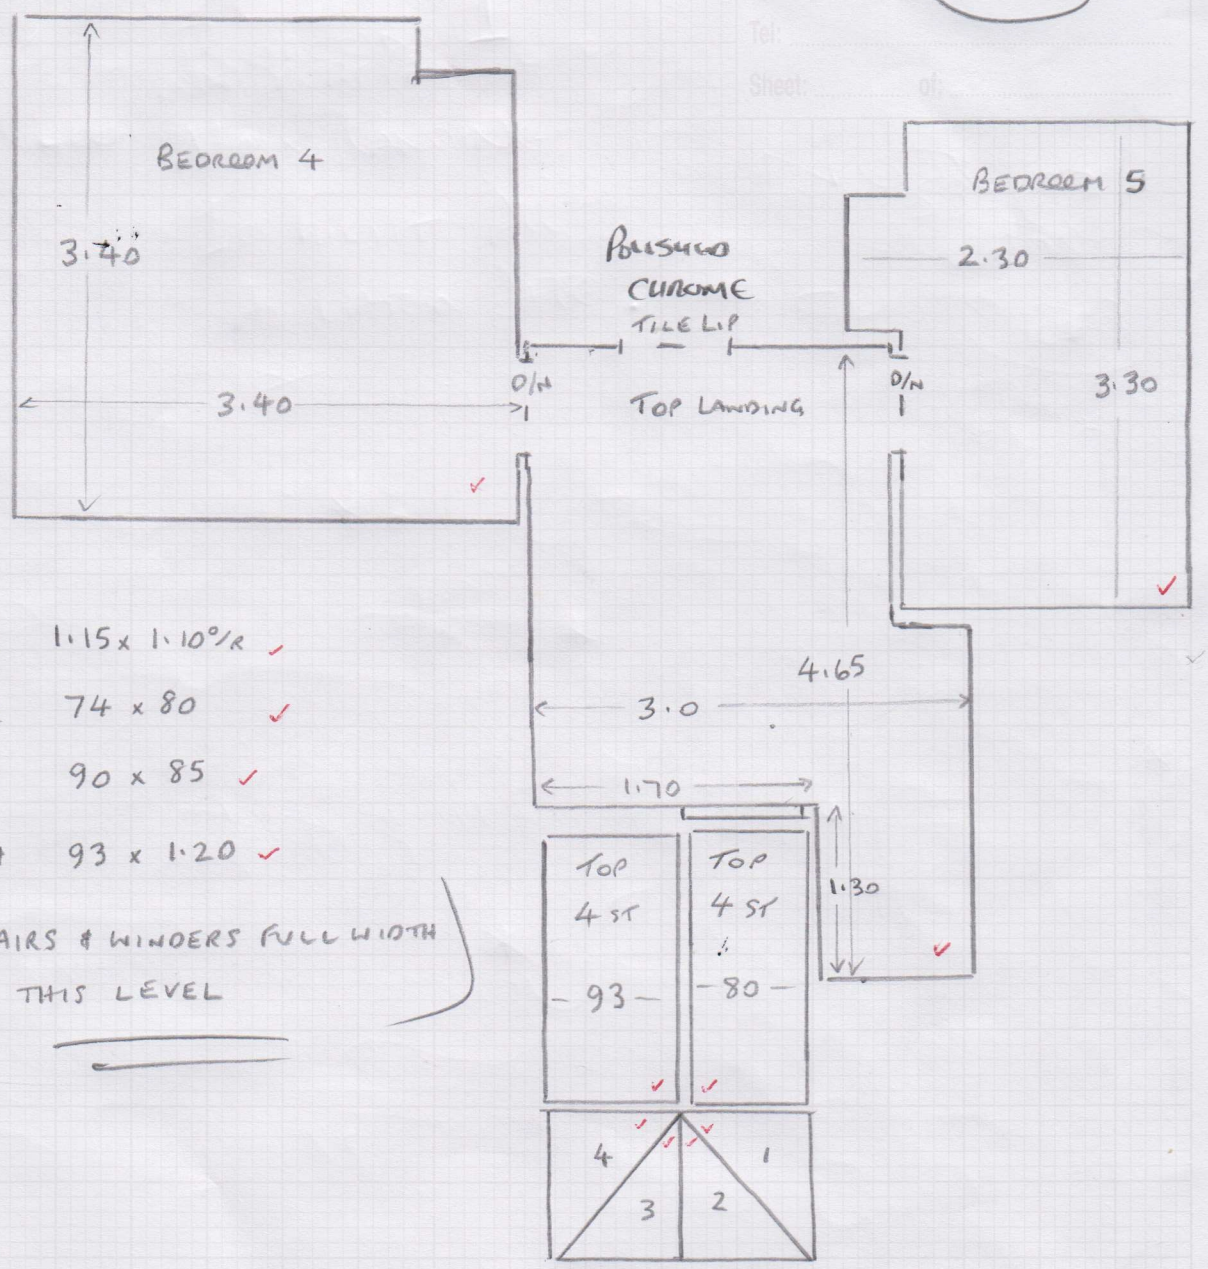 Tel:
Sheet: of:
BEDROOM 4
BEDROOM 5
3.40
2.30
POLISHED
CHROME
TILE LIP
D/N
D/N
3.30
3.40
TOP LANDING
1.15 x 1.10 O/R
4.65
74 x 80
3.0
90 x 85
1.70
93 x 1.20
TOP
4 ST
- 93 -
TOP
4 ST
- 80 -
1.30
AIRS & WINDERS FULL WIDTH
THIS LEVEL
4
3
2
1